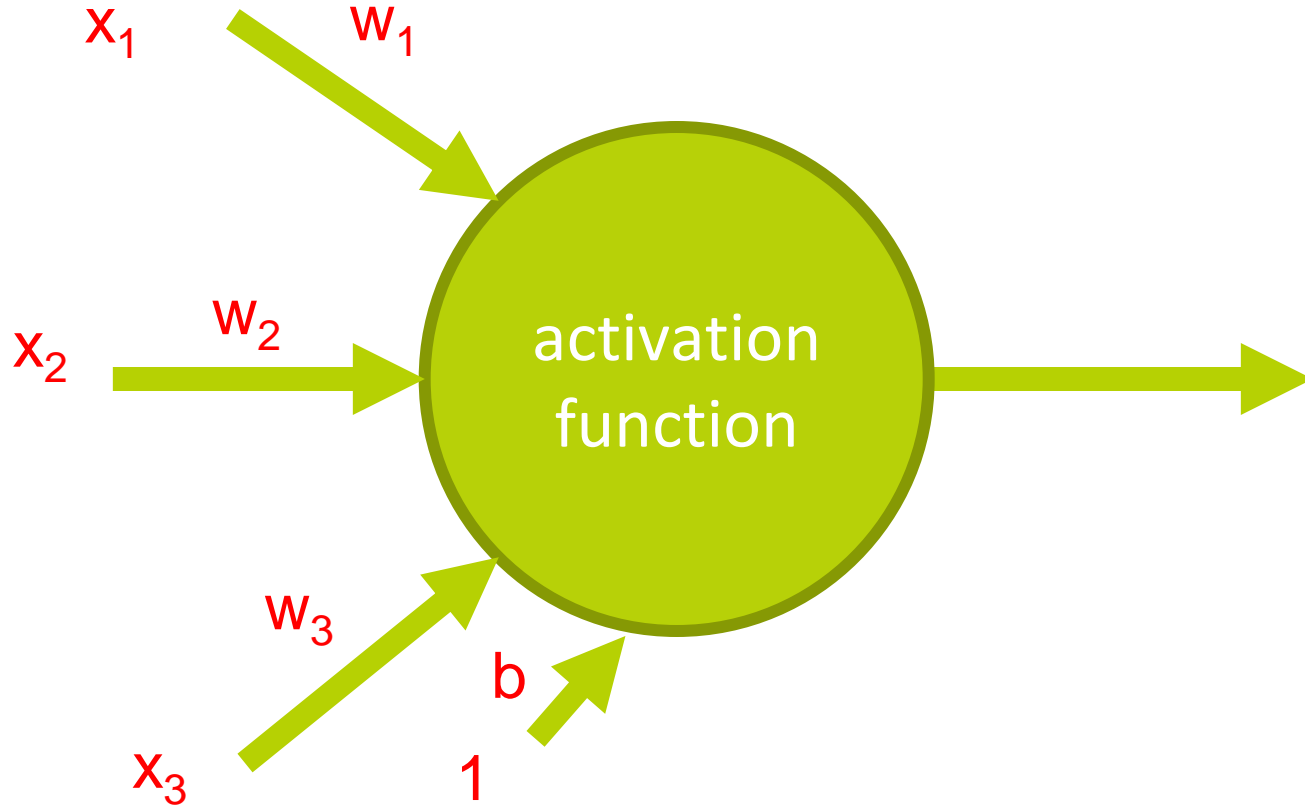 x₁
w₁
w₂
x₂
activation
function
w₃
b
x₃
1